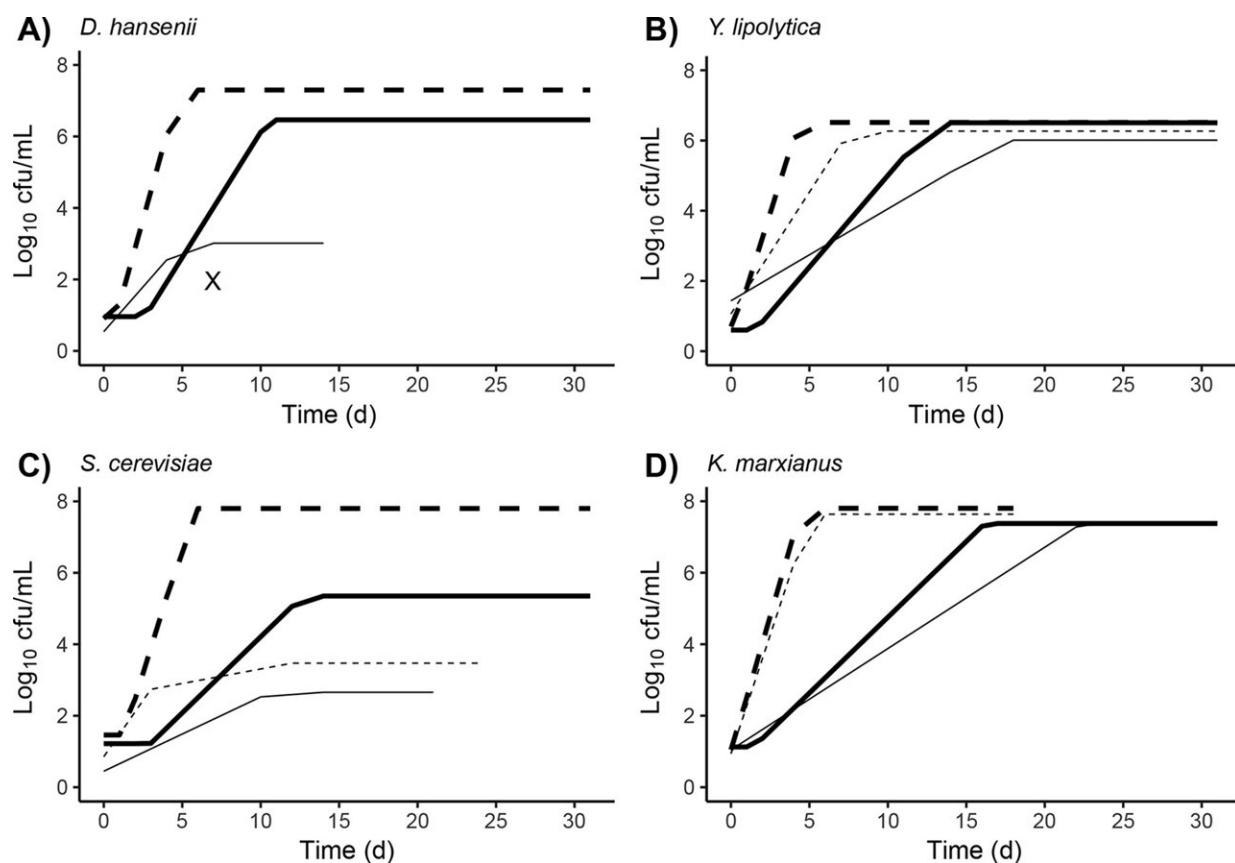 A) D. hansenii
8
6
4
2
0
Log10 cfu/mL
X
0 5 10 15 20 25 30
Time (d)
B) Y. lipolytica
8
6
4
2
0
Log10 cfu/mL
0 5 10 15 20 25 30
Time (d)
C) S. cerevisiae
8
6
4
2
0
Log10 cfu/mL
0 5 10 15 20 25 30
Time (d)
D) K. marxianus
8
6
4
2
0
Log10 cfu/mL
0 5 10 15 20 25 30
Time (d)